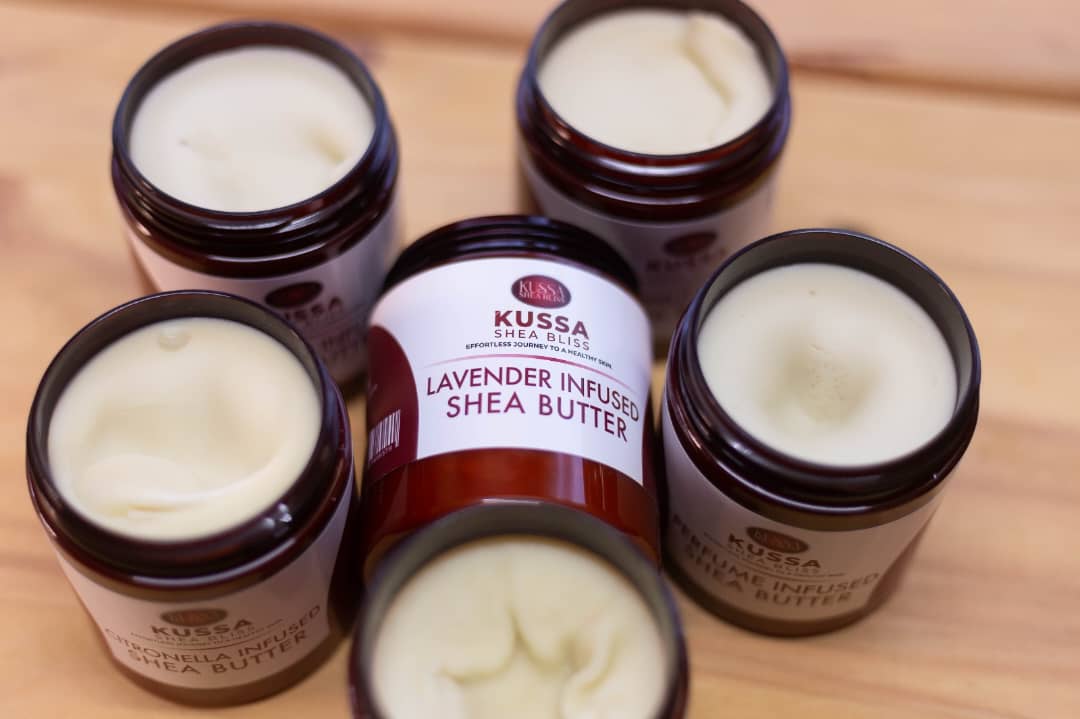 KUSSA
SHEA BLISS
KUSSA
SHEA BLISS
EFFORTLESS JOURNEY TO A HEALTHY SKIN.
LAVENDER INFUSED
SHEA BUTTER
KUSSA
KUSSA
SHEA BLISS
CITRONELLA INFUSED
SHEA BUTTER
KUSSA
SHEA BLISS
PERFUME INFUSED
SHEA BUTTER